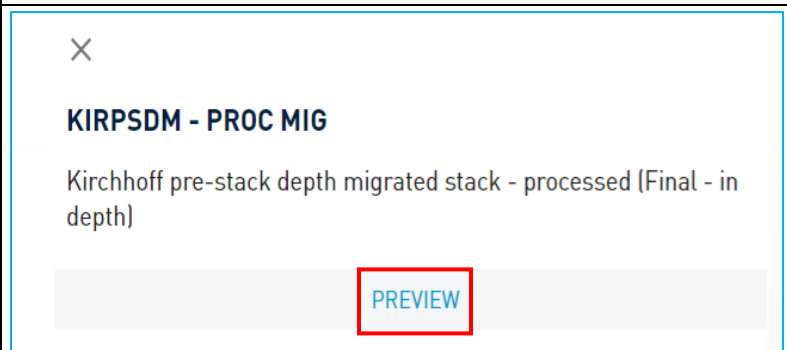 KIRPSDM - PROC MIG
Kirchhoff pre-stack depth migrated stack - processed (Final - in
depth)
PREVIEW